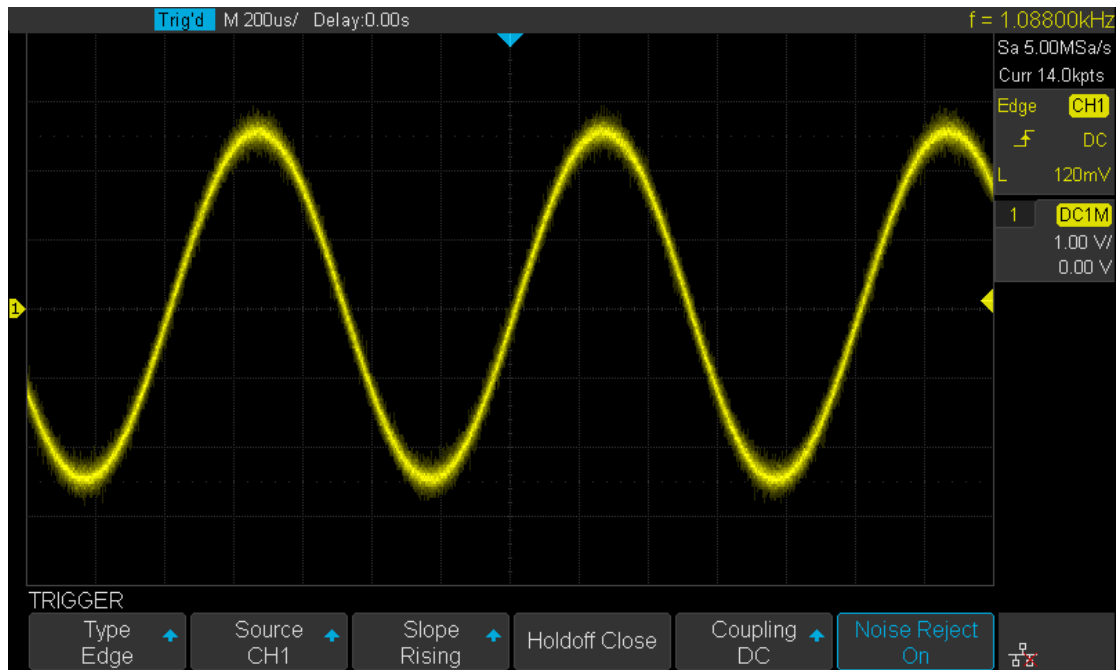 Trig'd M 200us/ Delay:0.00s f = 1.08800kHz
Sa 5.00MSa/s
Curr 14.0kpts
Edge CH1
DC
L 120mV
1 DC1M
1.00 V/
0.00 V
1
TRIGGER
Type Source Slope Holdoff Close Coupling Noise Reject
Edge CH1 Rising DC On